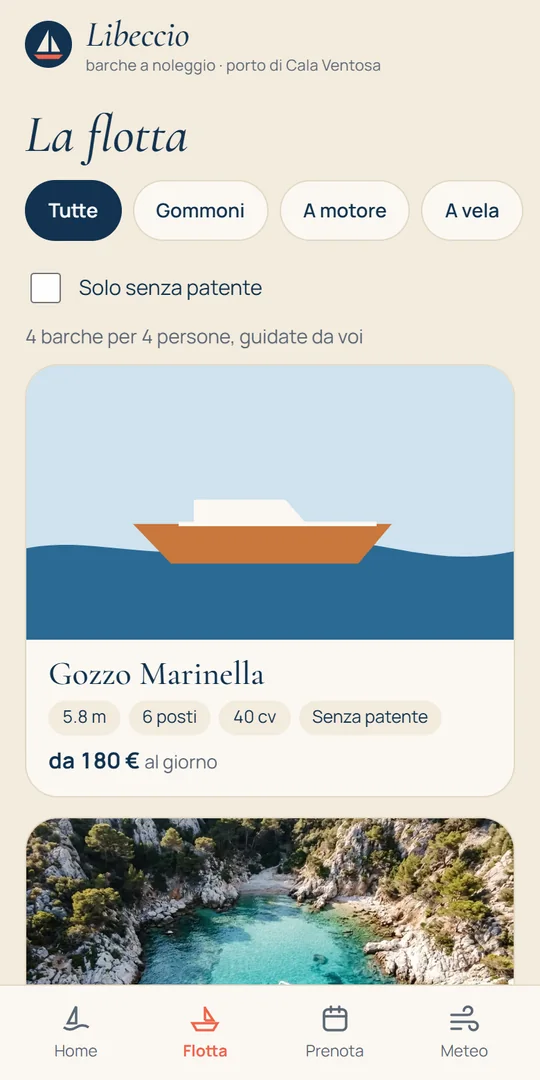 Libeccio
barche a noleggio · porto di Cala Ventosa
La flotta
Tutte
Gommoni
A motore
A vela
Solo senza patente
4 barche per 4 persone, guidate da voi
Gozzo Marinella
5.8 m
6 posti
40 cv
Senza patente
da 180 € al giorno
Home
Flotta
Prenota
Meteo